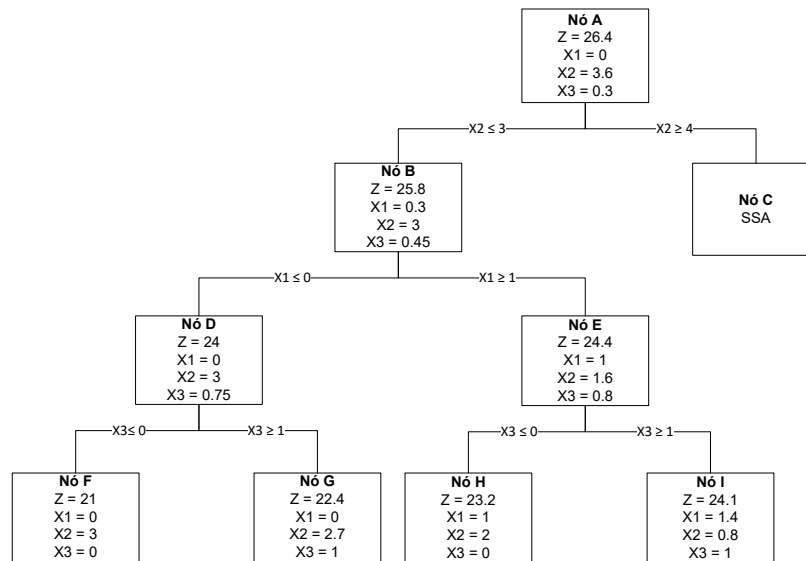 Nó A
Z = 26.4
X1 = 0
X2 = 3.6
X3 = 0.3
X2 ≤ 3
X2 ≥ 4
Nó B
Z = 25.8
X1 = 0.3
X2 = 3
X3 = 0.45
Nó C
SSA
X1 ≤ 0
X1 ≥ 1
Nó D
Z = 24
X1 = 0
X2 = 3
X3 = 0.75
Nó E
Z = 24.4
X1 = 1
X2 = 1.6
X3 = 0.8
X3≤ 0
X3 ≥ 1
X3 ≤ 0
X3 ≥ 1
Nó F
Z = 21
X1 = 0
X2 = 3
X3 = 0
Nó G
Z = 22.4
X1 = 0
X2 = 2.7
X3 = 1
Nó H
Z = 23.2
X1 = 1
X2 = 2
X3 = 0
Nó I
Z = 24.1
X1 = 1.4
X2 = 0.8
X3 = 1